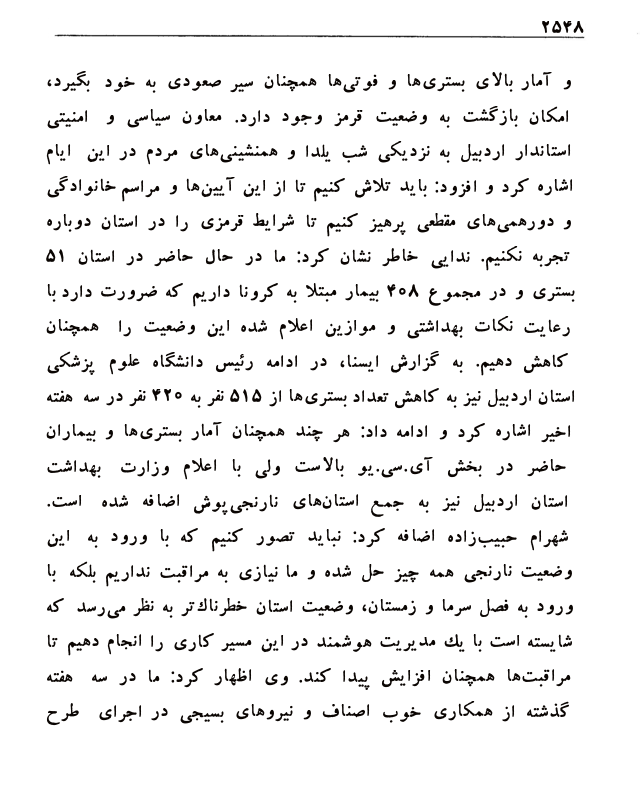 ۲۵۴۸
و آمار بالای بستری‌ها و فوتی‌ها همچنان سیر صعودی به خود بگیرد،
امکان بازگشت به وضعیت قرمز وجود دارد. معاون سیاسی و امنیتی
استاندار اردبیل به نزدیکی شب یلدا و همنشینی‌های مردم در این ایام
اشاره کرد و افزود: باید تلاش کنیم تا از این آیین‌ها و مراسم خانوادگی
و دورهمی‌های مقطعی پرهیز کنیم تا شرایط قرمزی را در استان دوباره
تجربه نکنیم. ندایی خاطر نشان کرد: ما در حال حاضر در استان ۵۱
بستری و در مجموع ۴۰۸ بیمار مبتلا به کرونا داریم که ضرورت دارد با
رعایت نکات بهداشتی و موازین اعلام شده این وضعیت را همچنان
کاهش دهیم. به گزارش ایسنا، در ادامه رئیس دانشگاه علوم پزشکی
استان اردبیل نیز به کاهش تعداد بستری‌ها از ۵۱۵ نفر به ۴۲۰ نفر در سه هفته
اخیر اشاره کرد و ادامه داد: هر چند همچنان آمار بستری‌ها و بیماران
حاضر در بخش آی.سی.یو بالاست ولی با اعلام وزارت بهداشت
استان اردبیل نیز به جمع استان‌های نارنجی‌پوش اضافه شده است.
شهرام حبیب‌زاده اضافه کرد: نباید تصور کنیم که با ورود به این
وضعیت نارنجی همه چیز حل شده و ما نیازی به مراقبت نداریم بلکه با
ورود به فصل سرما و زمستان، وضعیت استان خطرناك‌تر به نظر می‌رسد که
شایسته است با یك مدیریت هوشمند در این مسیر کاری را انجام دهیم تا
مراقبت‌ها همچنان افزایش پیدا کند. وی اظهار کرد: ما در سه هفته
گذشته از همکاری خوب اصناف و نیروهای بسیجی در اجرای طرح